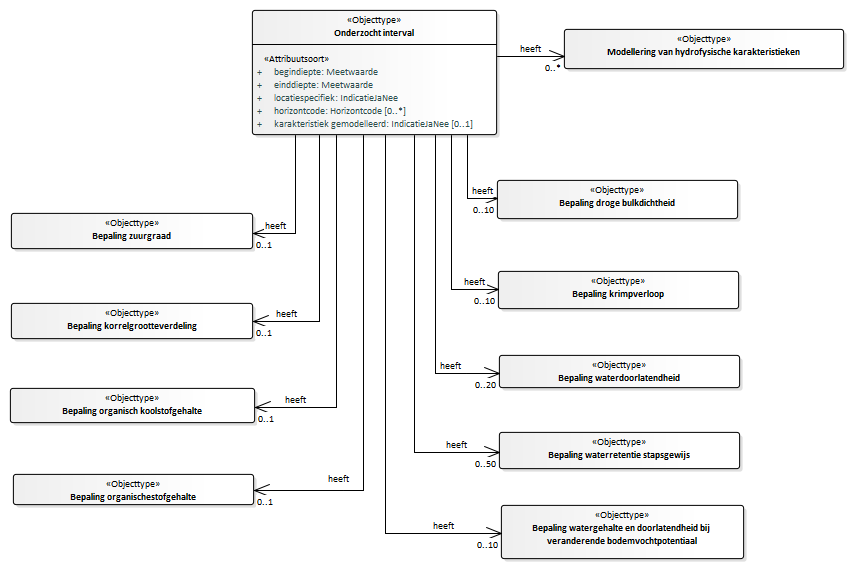 «Objecttype»
Onderzocht interval
«Attribuutsoort»
+ begindiepte: Meetwaarde
+ einddiepte: Meetwaarde
+ locatiespecifiek: IndicatieJaNee
+ horizontcode: Horizontcode [0..*]
+ karakteristiek gemodelleerd: IndicatieJaNee [0..1]
heeft
0..*
«Objecttype»
Modellering van hydrofysische karakteristieken
heeft
0..10
«Objecttype»
Bepaling droge bulkdichtheid
heeft
0..1
«Objecttype»
Bepaling zuurgraad
heeft
0..10
«Objecttype»
Bepaling krimpverloop
heeft
0..1
«Objecttype»
Bepaling korrelgrootteverdeling
heeft
0..20
«Objecttype»
Bepaling waterdoorlatendheid
heeft
0..1
«Objecttype»
Bepaling organisch koolstofgehalte
heeft
0..50
«Objecttype»
Bepaling waterretentie stapsgewijs
heeft
0..1
«Objecttype»
Bepaling organischestofgehalte
heeft
0..10
«Objecttype»
Bepaling watergehalte en doorlatendheid bij
veranderende bodemvochtpotentiaal